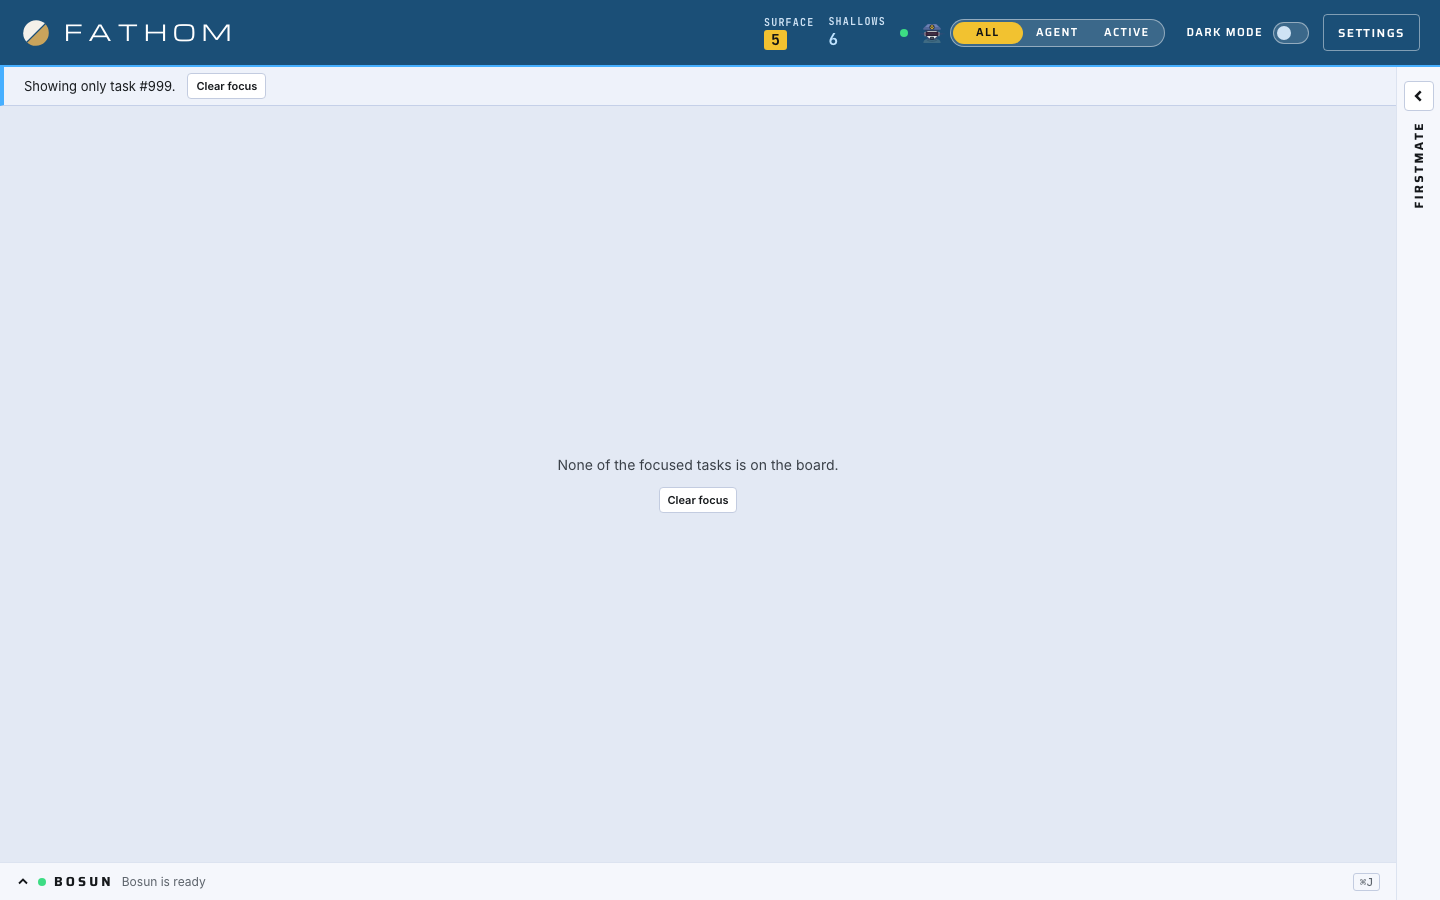 FATHOM
SURFACE
5
SHALLOWS
6
ALL
AGENT
ACTIVE
DARK MODE
SETTINGS
Showing only task #999.
Clear focus
FIRSTMATE
None of the focused tasks is on the board.
Clear focus
BOSUN
Bosun is ready
⌘J